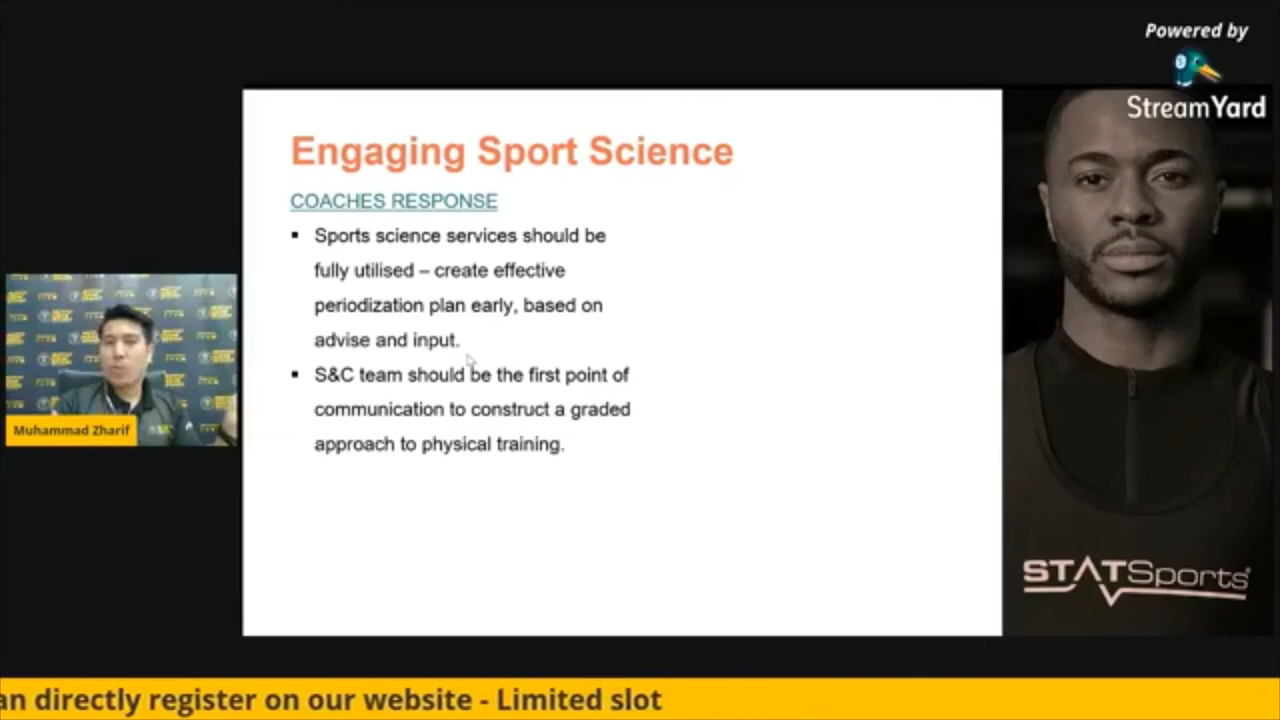 Powered by
StreamYard
Engaging Sport Science
COACHES RESPONSE
▪ Sports science services should be
fully utilised – create effective
periodization plan early, based on
advise and input.
▪ S&C team should be the first point of
communication to construct a graded
approach to physical training.
Muhammad Zharif
STATSports
an directly register on our website - Limited slot